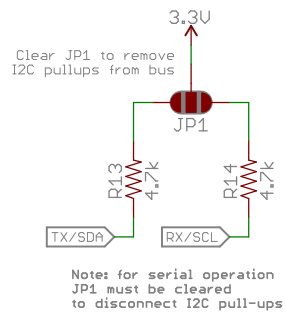 3.3V
Clear JP1 to remove
I2C pullups from bus
JP1
R13
4.7k
R14
4.7k
TX/SDA
RX/SCL
Note: for serial operation
JP1 must be cleared
to disconnect I2C pull-ups